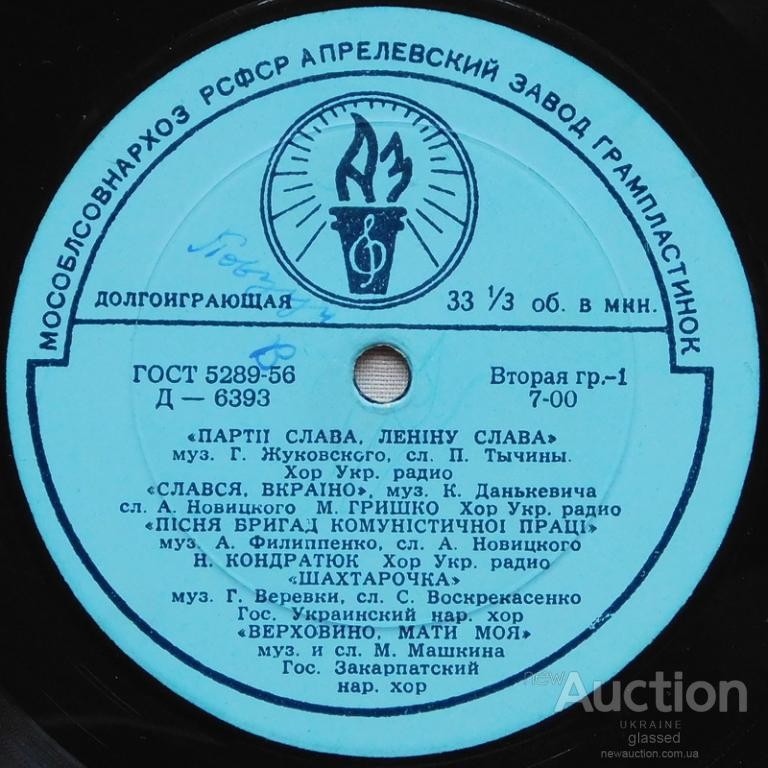 МОСОБЛСОВНАРХОЗ РСФСР АПРЕЛЕВСКИЙ ЗАВОД ГРАМПЛАСТИНОК
АЗ
ДОЛГОИГРАЮЩАЯ 33 1/3 об. в мин.
ГОСТ 5289-56 Вторая гр.-1
Д — 6393 7-00
«ПАРТІЇ СЛАВА, ЛЕНІНУ СЛАВА»
муз. Г. Жуковского, сл. П. Тычины.
Хор Укр. радио
«СЛАВСЯ, ВКРАЇНО», муз. К. Данькевича
сл. А. Новицкого М. ГРИШКО Хор Укр. радио
«ПІСНЯ БРИГАД КОМУНІСТИЧНОІ ПРАЦІ»
муз. А. Филиппенко, сл. А. Новицкого
Н. КОНДРАТЮК Хор Укр. радио
«ШАХТАРОЧКА»
муз. Г. Веревки, сл. С. Воскрекасенко
Гос. Украинский нар. хор
«ВЕРХОВИНО, МАТИ МОЯ»
муз. и сл. М. Машкина
Гос. Закарпатский
нар. хор
new Auction
UKRAINE
glassed
newauction.com.ua